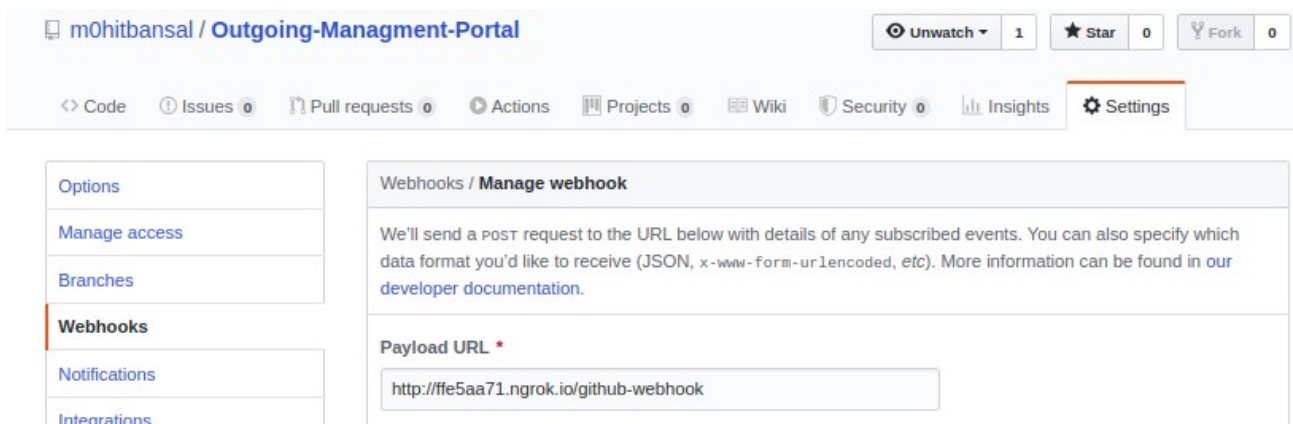 m0hitbansal / Outgoing-Managment-Portal Unwatch 1 Star 0 Fork 0
Code Issues 0 Pull requests 0 Actions Projects 0 Wiki Security 0 Insights Settings
Options
Manage access
Branches
Webhooks
Notifications
Integrations
Webhooks / Manage webhook
We'll send a POST request to the URL below with details of any subscribed events. You can also specify which
data format you'd like to receive (JSON, x-www-form-urlencoded, etc). More information can be found in our
developer documentation.
Payload URL *
http://ffe5aa71.ngrok.io/github-webhook